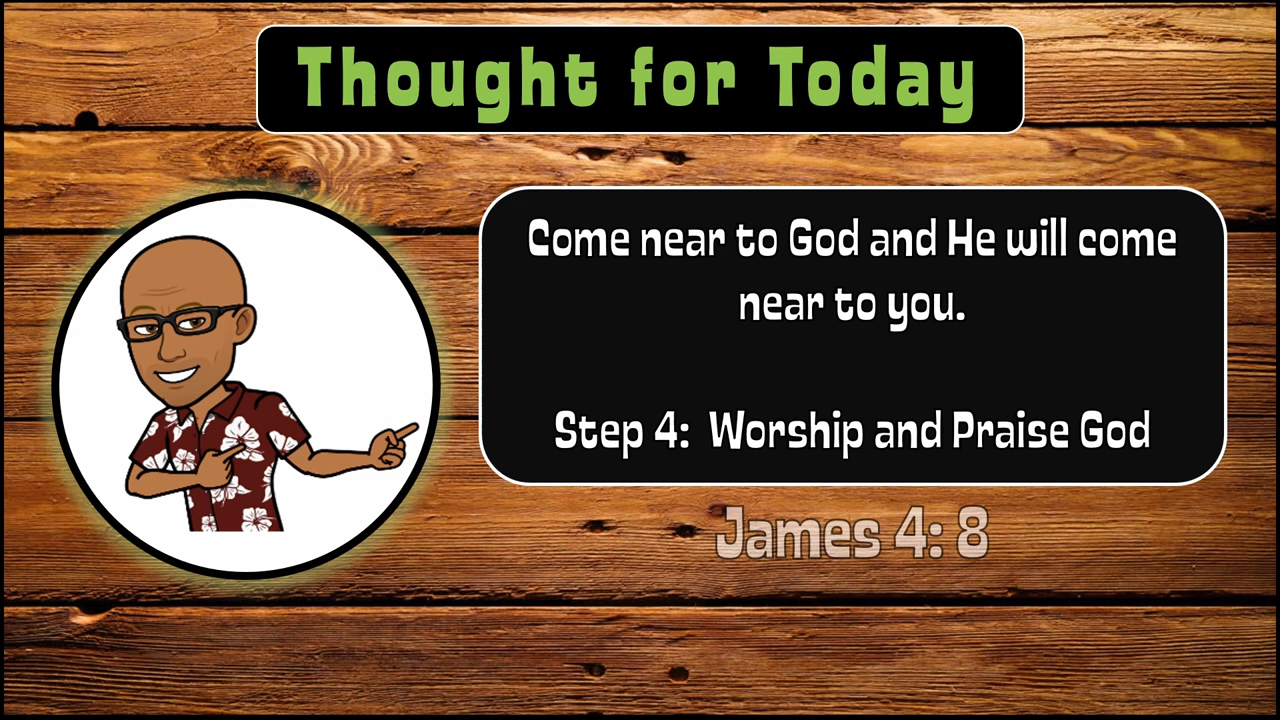 Thought for Today
Come near to God and He will come
near to you.
Step 4:  Worship and Praise God
James 4: 8